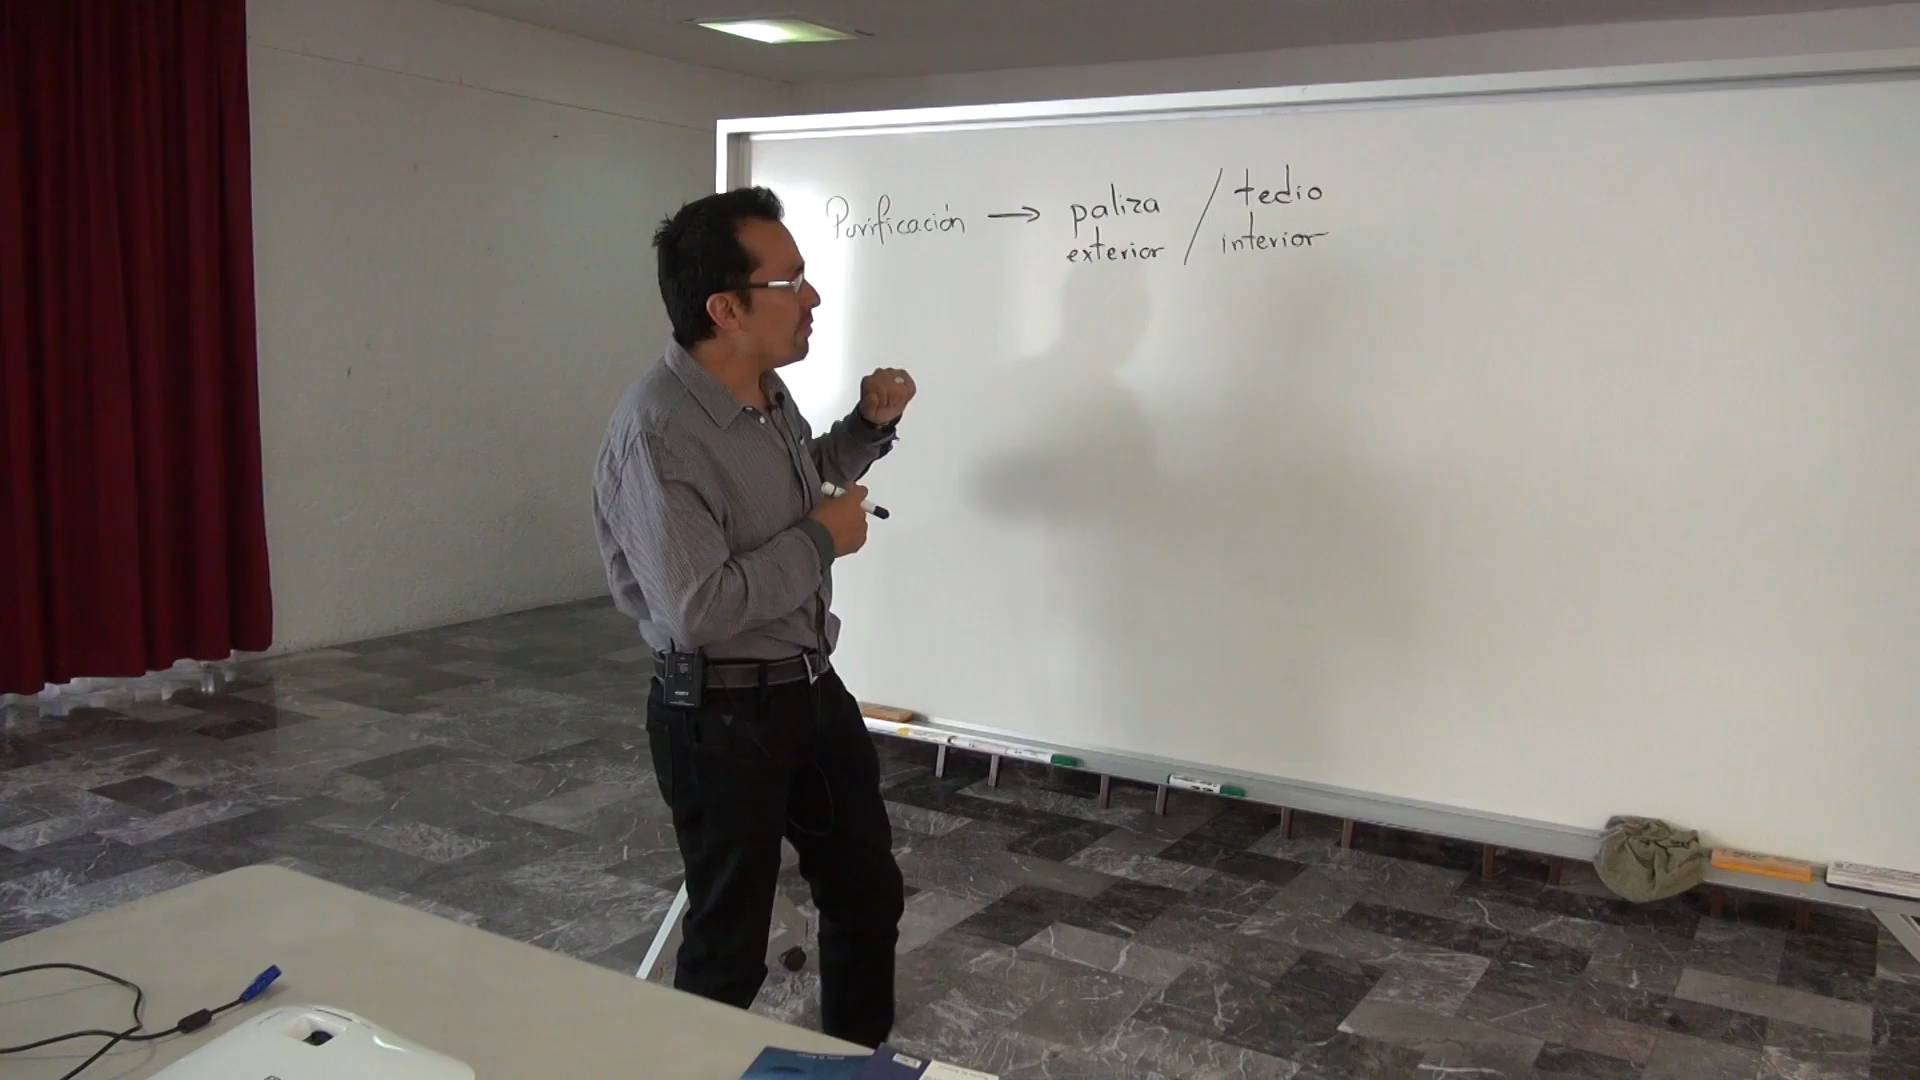 Purificación → paliza / tedio
exterior / interior